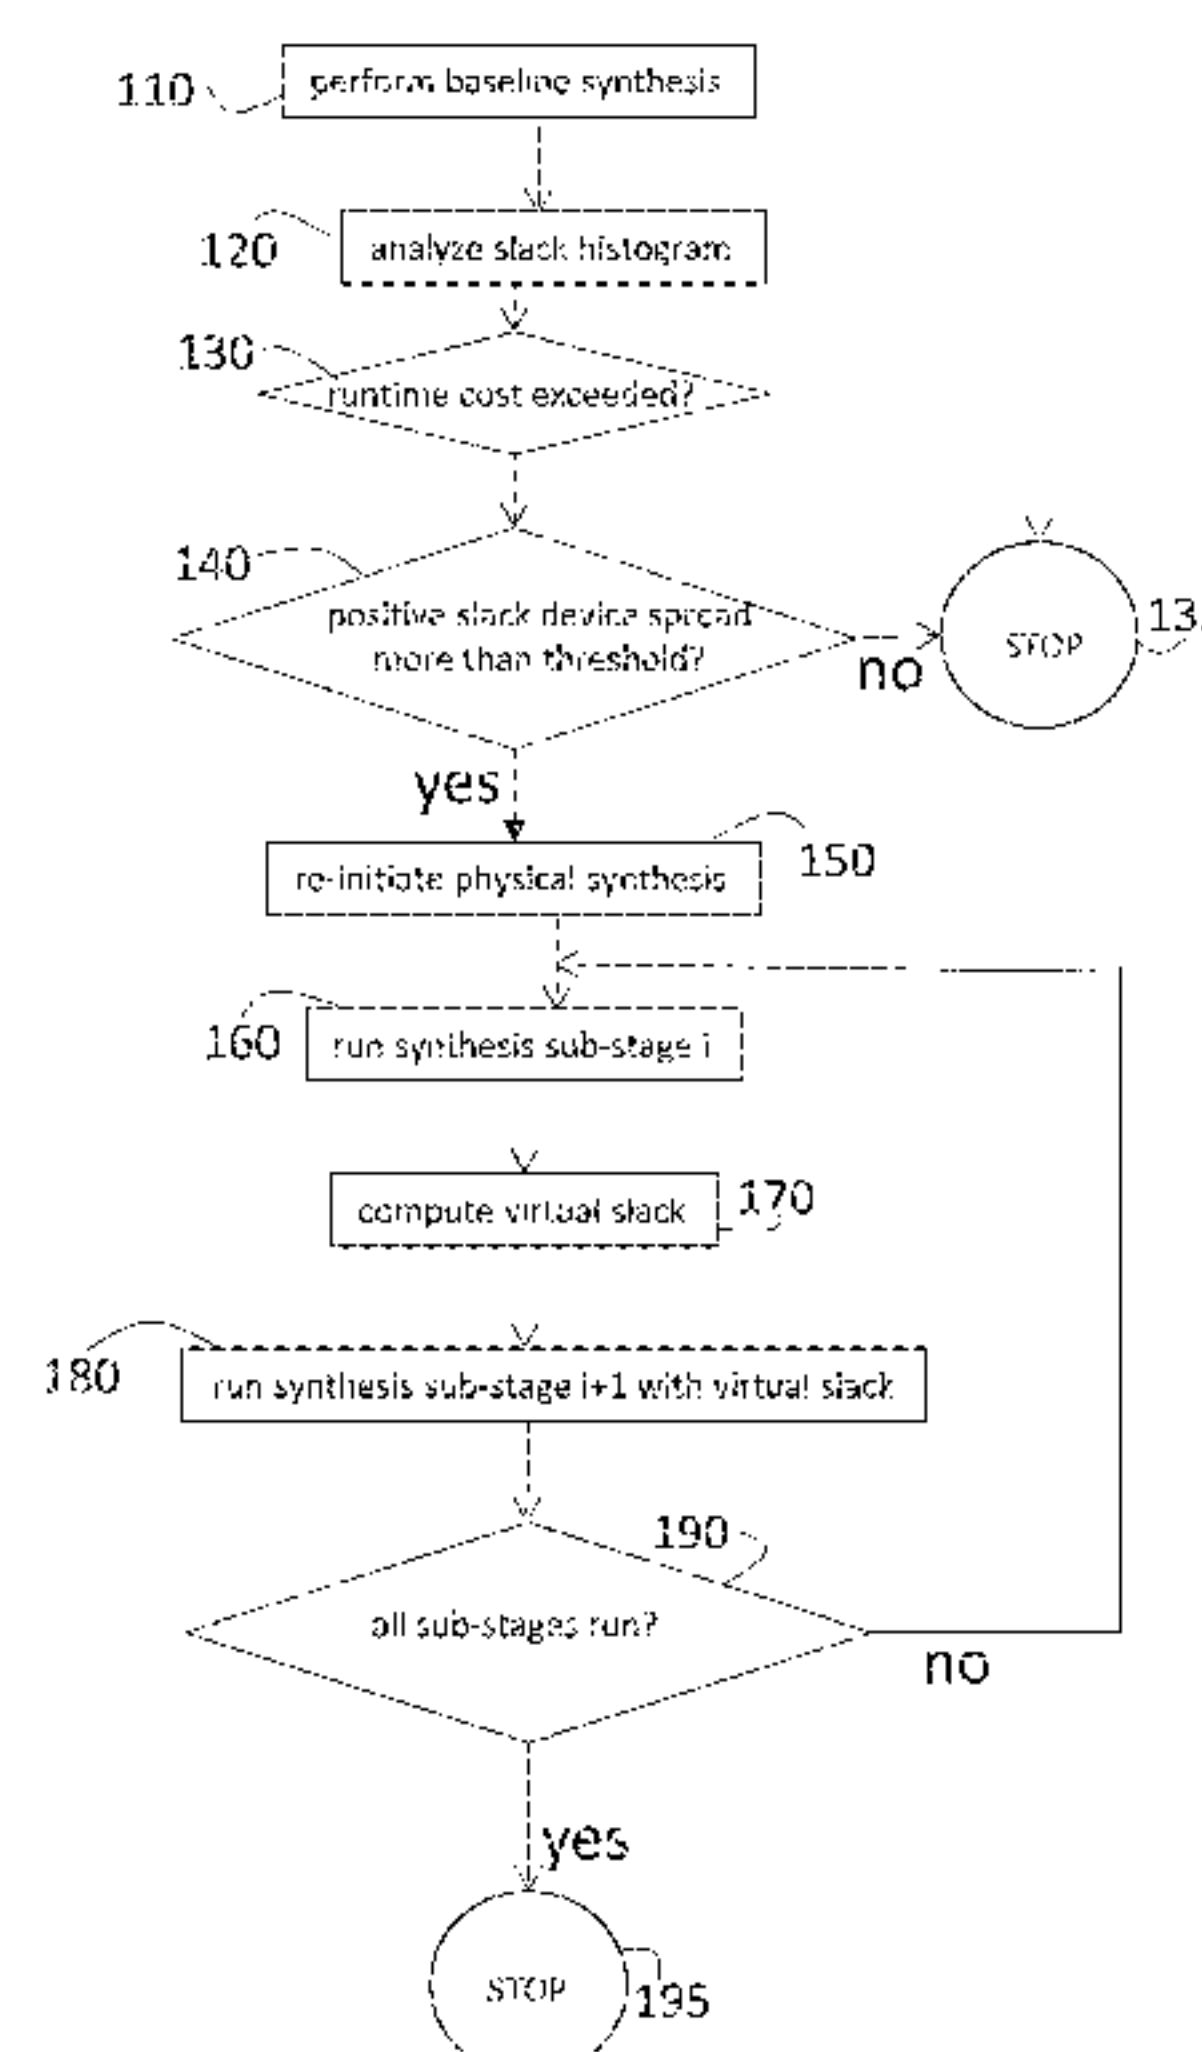 110
perform baseline synthesis
120
analyze slack histogram
130
runtime cost exceeded?
140
positive slack device spread
more than threshold?
no
STOP
13
yes
re-initiate physical synthesis
150
160
run synthesis sub-stage i
compute virtual slack
170
180
run synthesis sub-stage i+1 with virtual slack
190
all sub-stages run?
no
yes
STOP
195